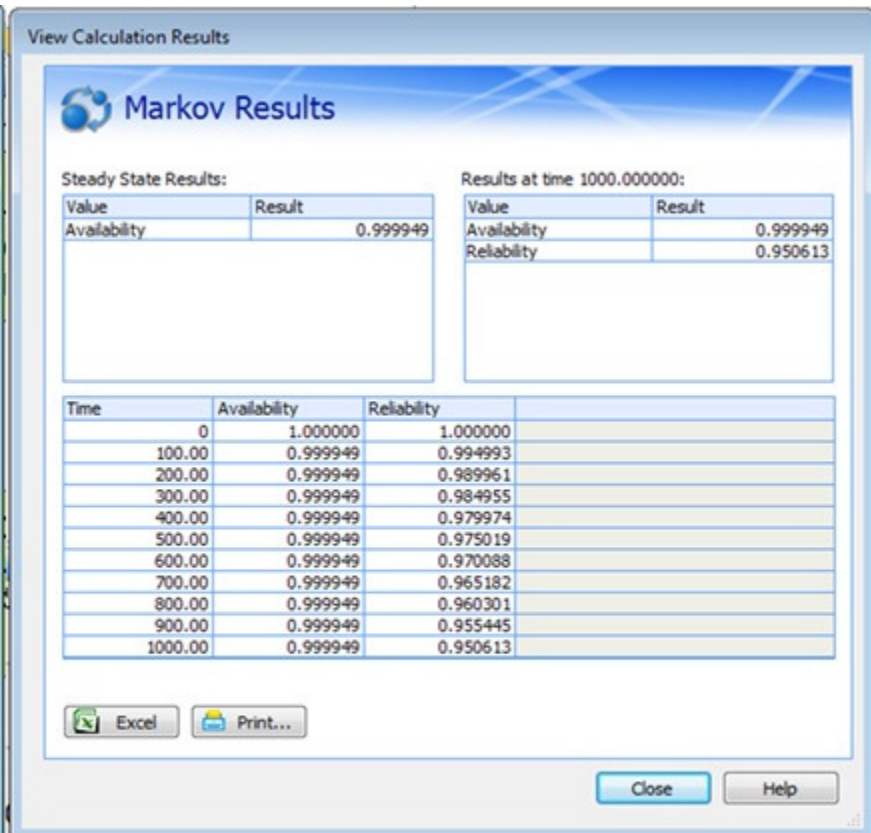 View Calculation Results
Markov Results
Steady State Results:
Value Result
Availability 0.999949
Results at time 1000.000000:
Value Result
Availability 0.999949
Reliability 0.950613
Time Availability Reliability
0 1.000000 1.000000
100.00 0.999949 0.994993
200.00 0.999949 0.989961
300.00 0.999949 0.984955
400.00 0.999949 0.979974
500.00 0.999949 0.975019
600.00 0.999949 0.970088
700.00 0.999949 0.965182
800.00 0.999949 0.960301
900.00 0.999949 0.955445
1000.00 0.999949 0.950613
Excel Print...
Close Help